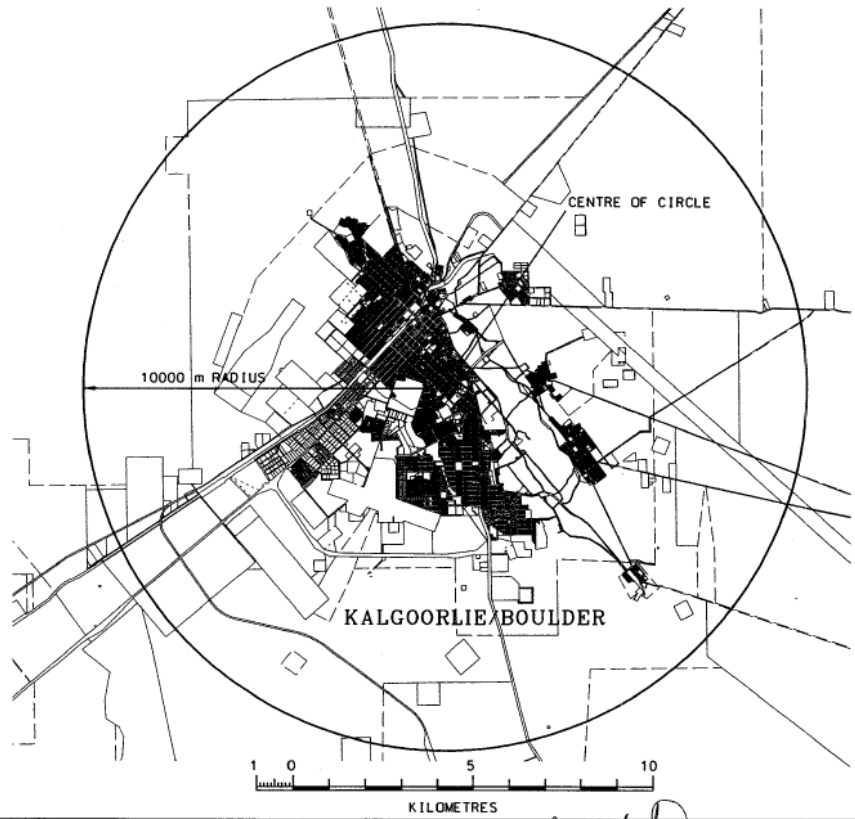 CENTRE OF CIRCLE
10000 m RADIUS
KALGOORLIE/BOULDER
1 0 5 10
KILOMETRES